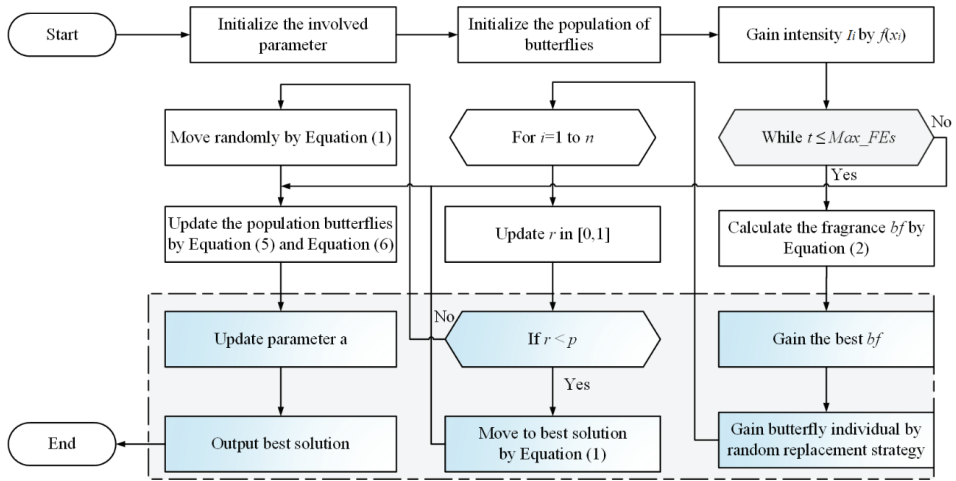 Start
Initialize the involved
parameter
Initialize the population of
butterflies
Gain intensity Ii by f(xi)
Move randomly by Equation (1)
For i=1 to n
While t ≤ Max_FEs
No
Yes
Update the population butterflies
by Equation (5) and Equation (6)
Update r in [0,1]
Calculate the fragrance bf by
Equation (2)
Update parameter a
No
If r < p
Gain the best bf
Yes
End
Output best solution
Move to best solution
by Equation (1)
Gain butterfly individual by
random replacement strategy